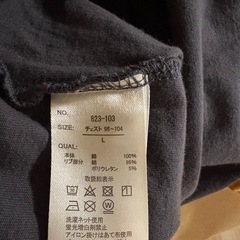 NO. 823-103
SIZE: チェスト 96-104
L
QUAL:
本体 綿 100%
リブ部分 綿 95%
ポリウレタン 5%
取扱絵表示
洗濯ネット使用
蛍光増白剤禁止
アイロン掛けはあて布使用